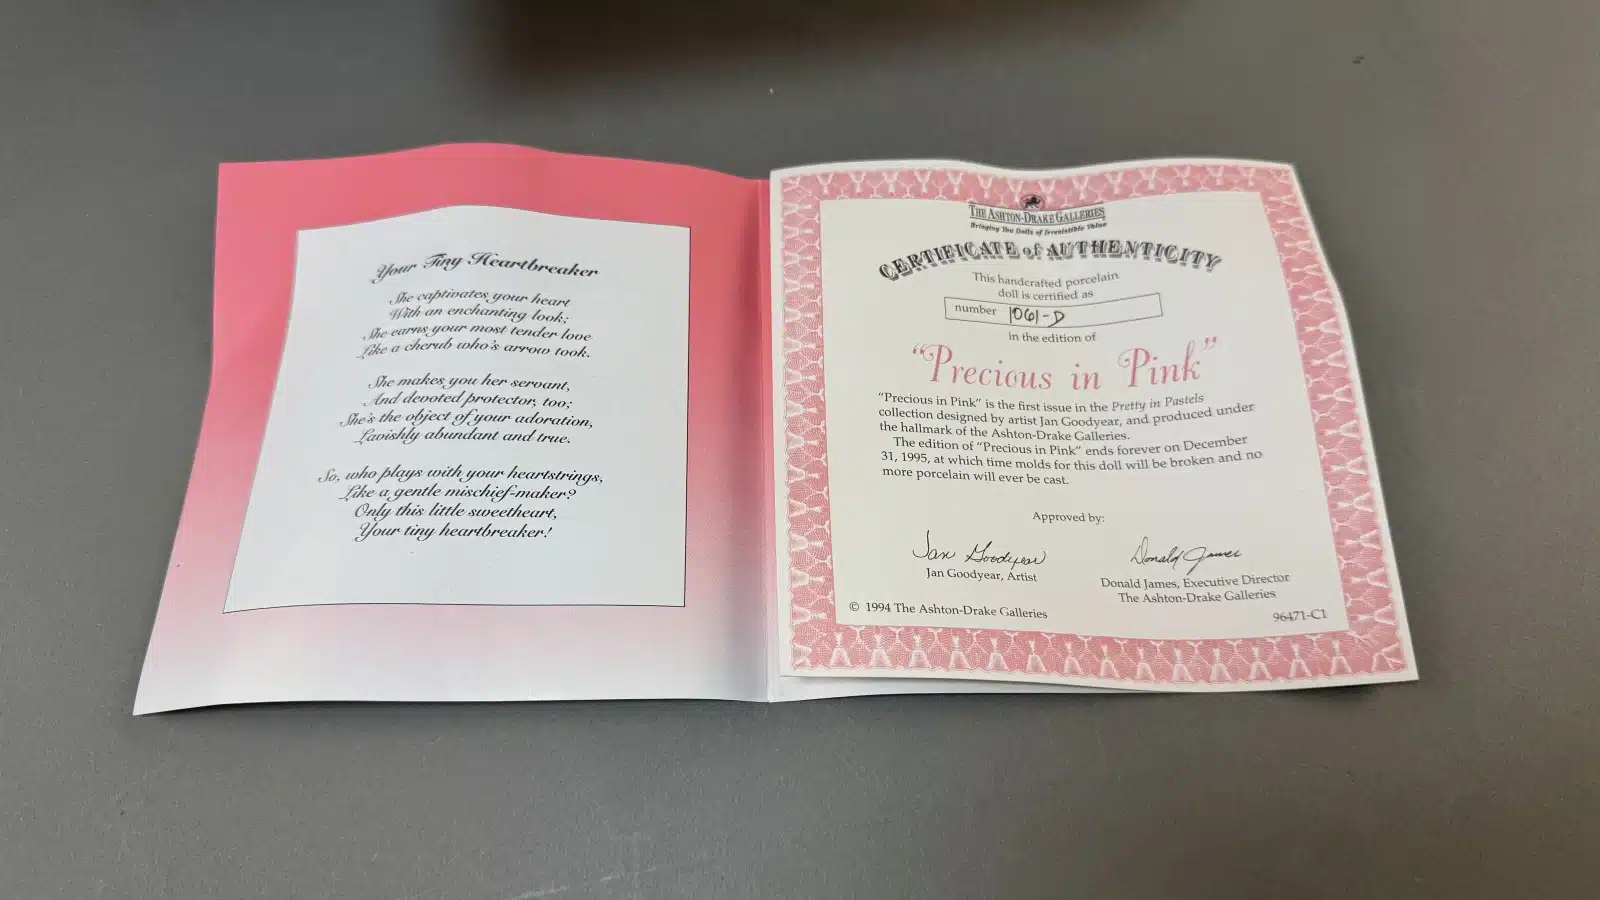 Your Tiny Heartbreaker
She captivates your heart
With an enchanting look;
She earns your most tender love
Like a cherub who's arrow took.
She makes you her servant,
And devoted protector, too;
She's the object of your adoration,
Lavishly abundant and true.
So, who plays with your heartstrings,
Like a gentle mischief-maker?
Only this little sweetheart,
Your tiny heartbreaker!
THE ASHTON-DRAKE GALLERIES
Bringing You Dolls of Irresistible Value
CERTIFICATE of AUTHENTICITY
This handcrafted porcelain
doll is certified as
number 1061-D
in the edition of
"Precious in Pink"
"Precious in Pink" is the first issue in the Pretty in Pastels
collection designed by artist Jan Goodyear, and produced under
the hallmark of the Ashton-Drake Galleries.
The edition of "Precious in Pink" ends forever on December
31, 1995, at which time molds for this doll will be broken and no
more porcelain will ever be cast.
Approved by:
Jan Goodyear Donald James
Jan Goodyear, Artist
Donald James, Executive Director
The Ashton-Drake Galleries
© 1994 The Ashton-Drake Galleries
96471-C1